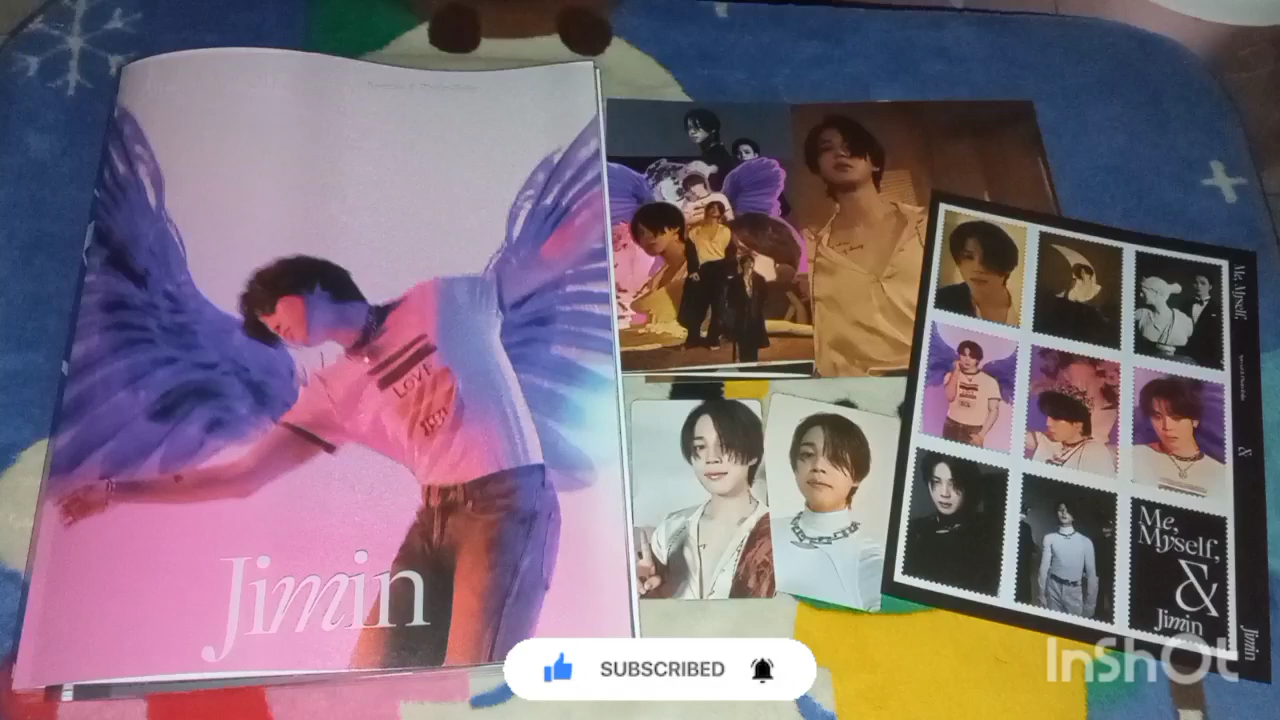 Jimin
LOVE
Me, Myself,
&
Jimin
Me,
Myself,
&
Jimin
SUBSCRIBED
InShOt